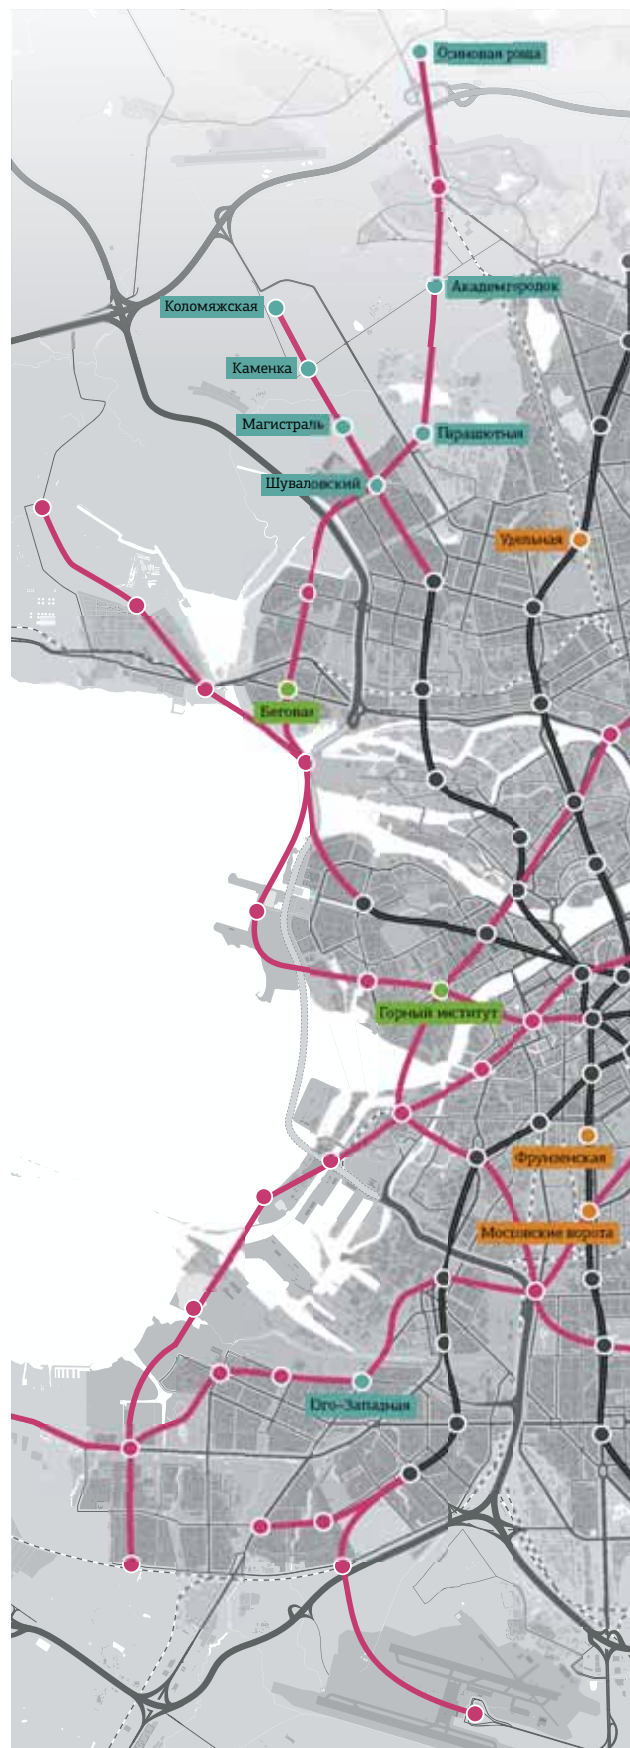 Осиновая роща
Академгородок
Коломяжская
Каменка
Магистраль
Парашютная
Шуваловский
Удельная
Беговая
Горный институт
Фрунзенская
Московские ворота
Юго-Западная